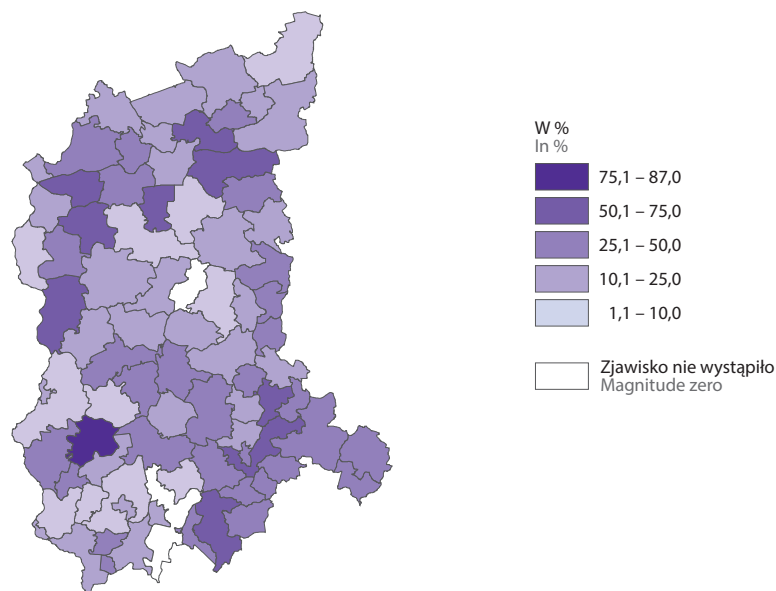 W %
In %
75,1 – 87,0
50,1 – 75,0
25,1 – 50,0
10,1 – 25,0
1,1 – 10,0
Zjawisko nie wystąpiło
Magnitude zero